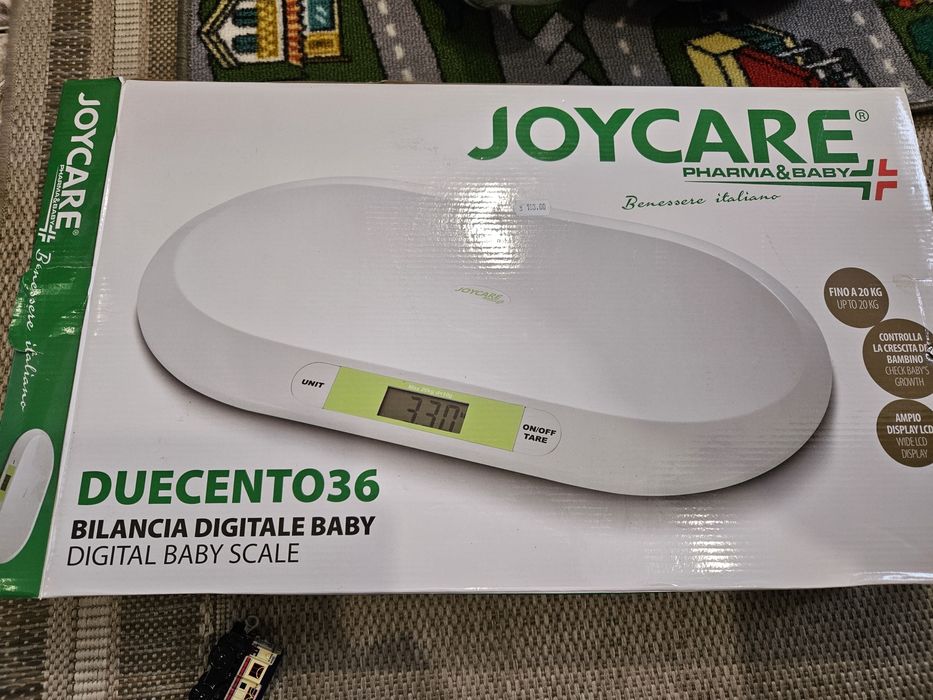 JOYCARE®
PHARMA&BABY
Benessere italiano
JOYCARE®
PHARMA&BABY
Benessere italiano
JOYCARE
FINO A 20 KG
UP TO 20 KG
CONTROLLA
LA CRESCITA DEL
BAMBINO
CHECK BABY'S
GROWTH
AMPIO
DISPLAY LCD
WIDE LCD
DISPLAY
UNIT
330
ON/OFF
TARE
DUECENTO36
BILANCIA DIGITALE BABY
DIGITAL BABY SCALE